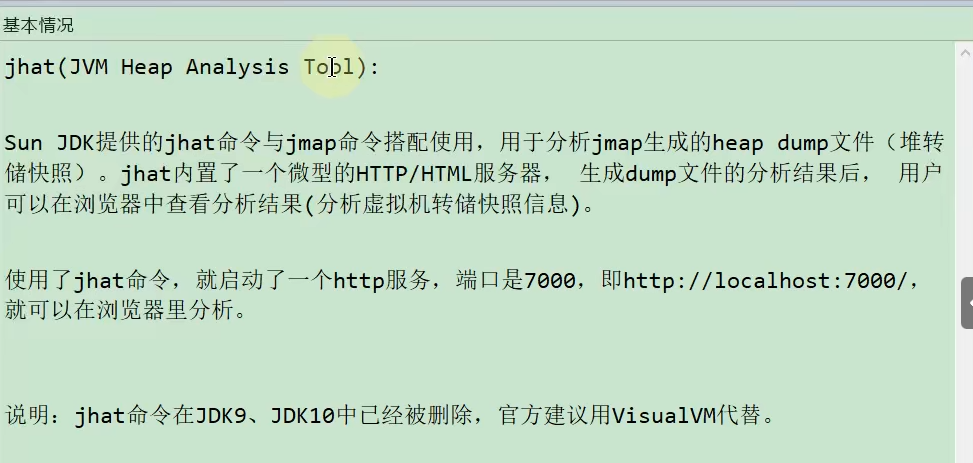 基本情况
jhat(JVM Heap Analysis Tool):
Sun JDK提供的jhat命令与jmap命令搭配使用，用于分析jmap生成的heap dump文件（堆转
储快照）。jhat内置了一个微型的HTTP/HTML服务器， 生成dump文件的分析结果后， 用户
可以在浏览器中查看分析结果(分析虚拟机转储快照信息)。
使用了jhat命令，就启动了一个http服务，端口是7000，即http://localhost:7000/，
就可以在浏览器里分析。
说明：jhat命令在JDK9、JDK10中已经被删除，官方建议用VisualVM代替。